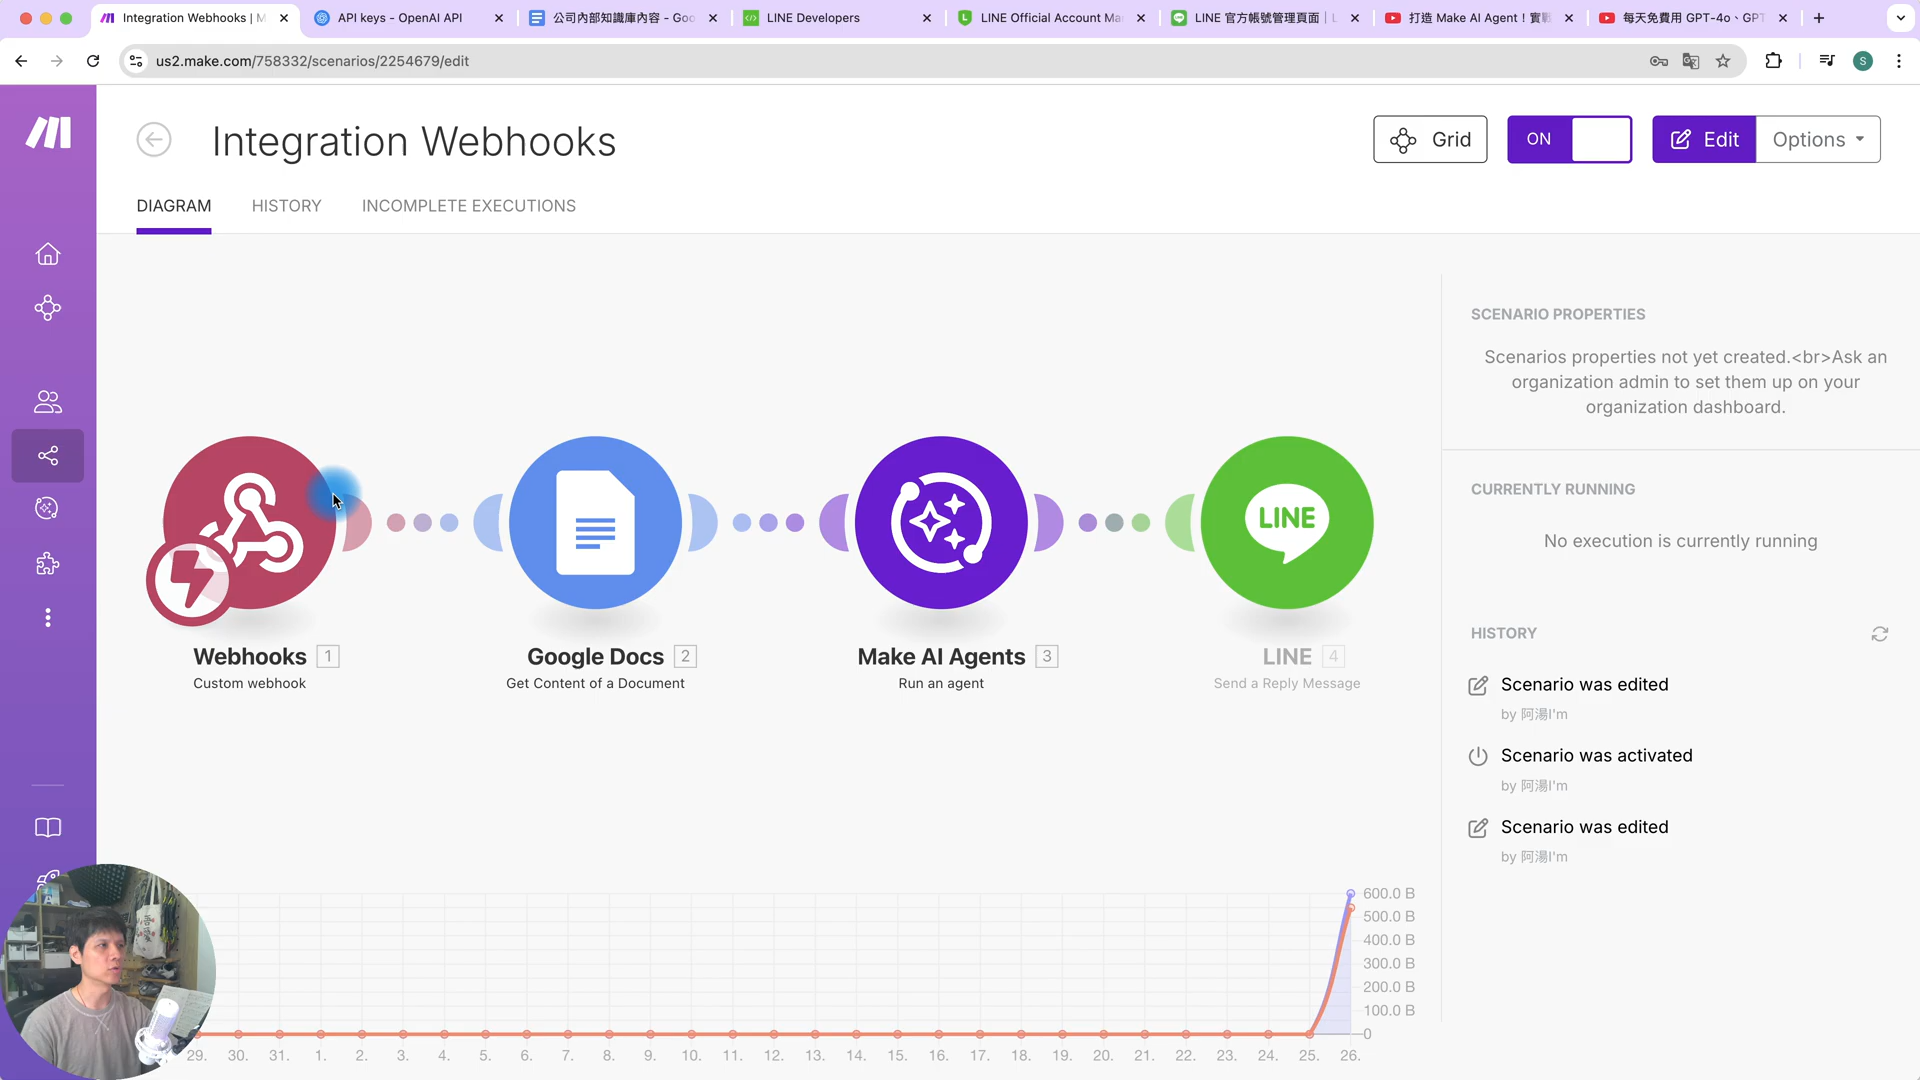 Integration Webhooks | M
API keys - OpenAI API
公司內部知識庫內容 - Goo
LINE Developers
LINE Official Account Ma
LINE 官方帳號管理頁面｜L
打造 Make AI Agent！實戰
每天免費用 GPT-4o、GPT
us2.make.com/758332/scenarios/2254679/edit
S
Integration Webhooks
Grid
ON
Edit
Options
DIAGRAM
HISTORY
INCOMPLETE EXECUTIONS
SCENARIO PROPERTIES
Scenarios properties not yet created.<br>Ask an
organization admin to set them up on your
organization dashboard.
CURRENTLY RUNNING
No execution is currently running
LINE
Webhooks 1
Custom webhook
Google Docs 2
Get Content of a Document
Make AI Agents 3
Run an agent
LINE 4
Send a Reply Message
HISTORY
Scenario was edited
by 阿湯I'm
Scenario was activated
by 阿湯I'm
Scenario was edited
by 阿湯I'm
600.0 B
500.0 B
400.0 B
300.0 B
200.0 B
100.0 B
0
29. 30. 31. 1. 2. 3. 4. 5. 6. 7. 8. 9. 10. 11. 12. 13. 14. 15. 16. 17. 18. 19. 20. 21. 22. 23. 24. 25. 26.